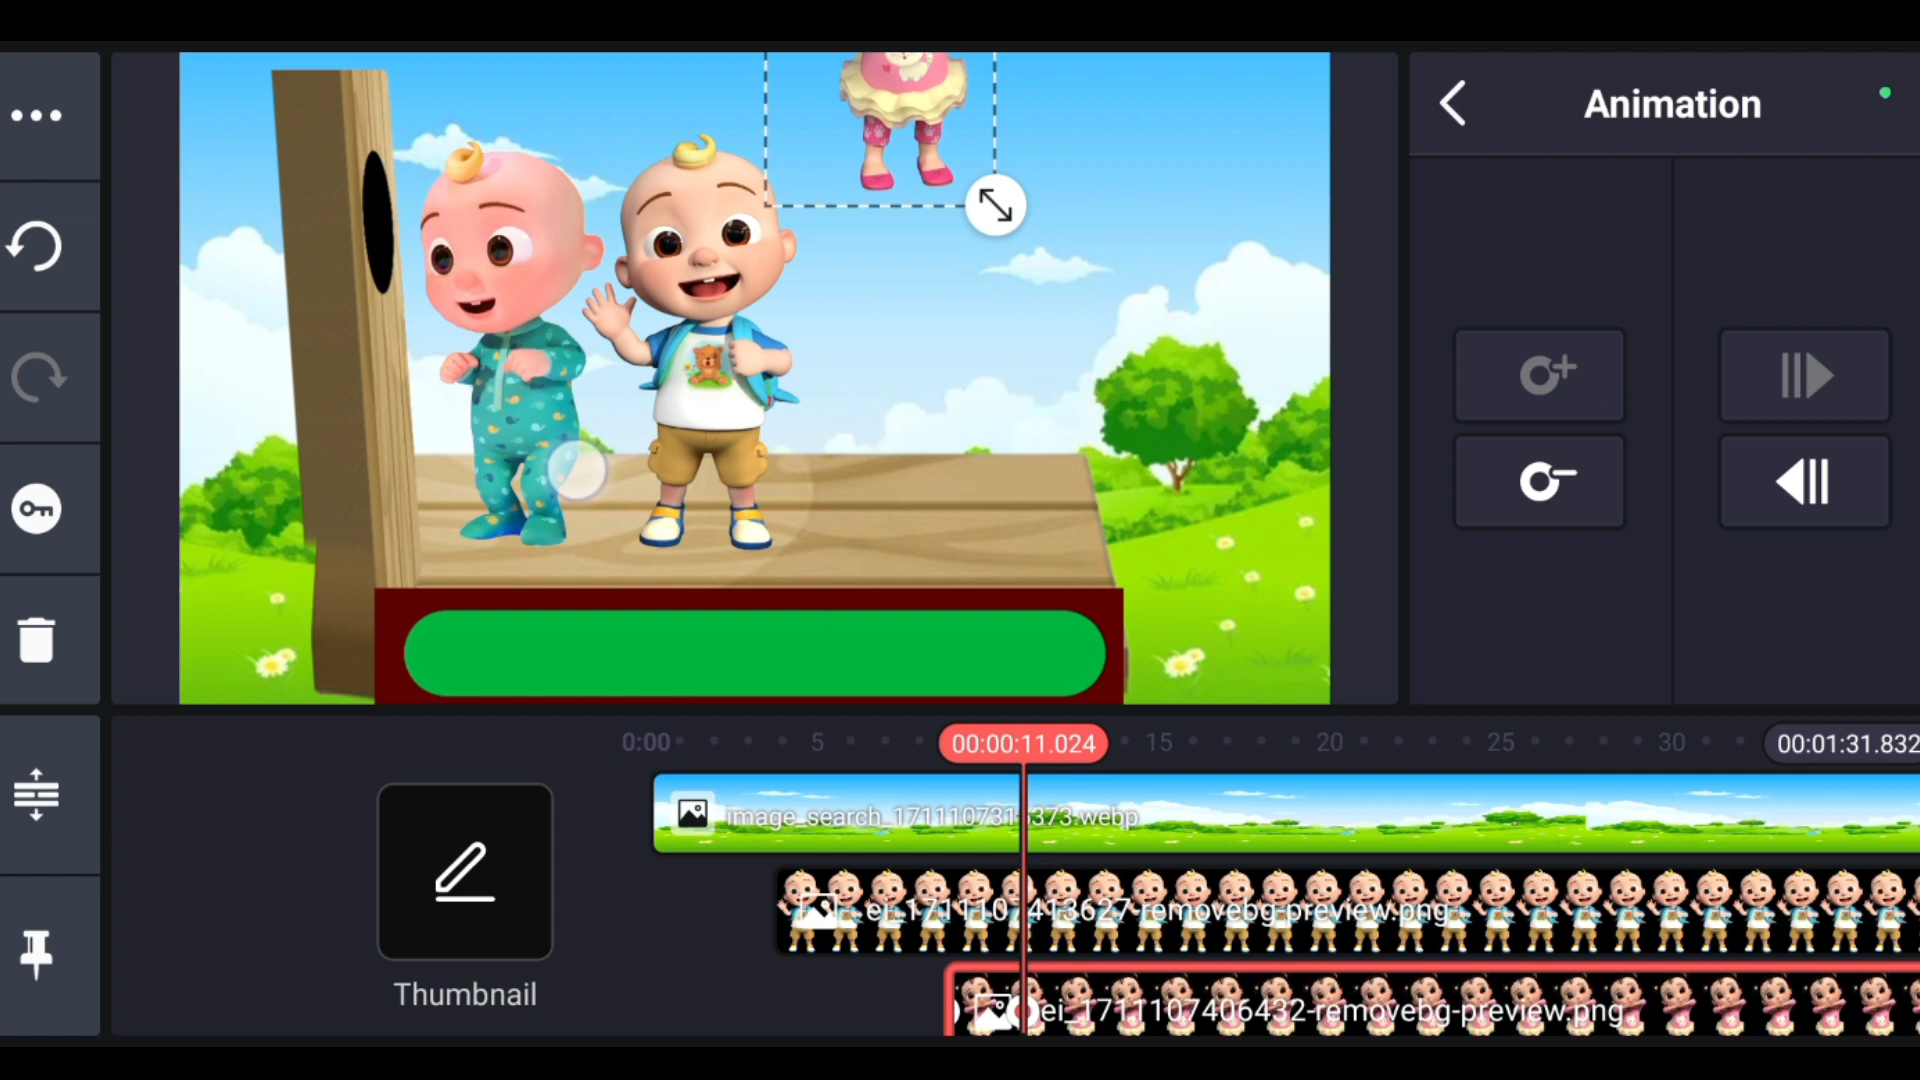 Animation
0:00
5
00:00:11.024
15
20
25
30
00:01:31.832
image_search_1711107315373.webp
ei_1711107413627-removebg-preview.png
Thumbnail
ei_1711107406432-removebg-preview.png